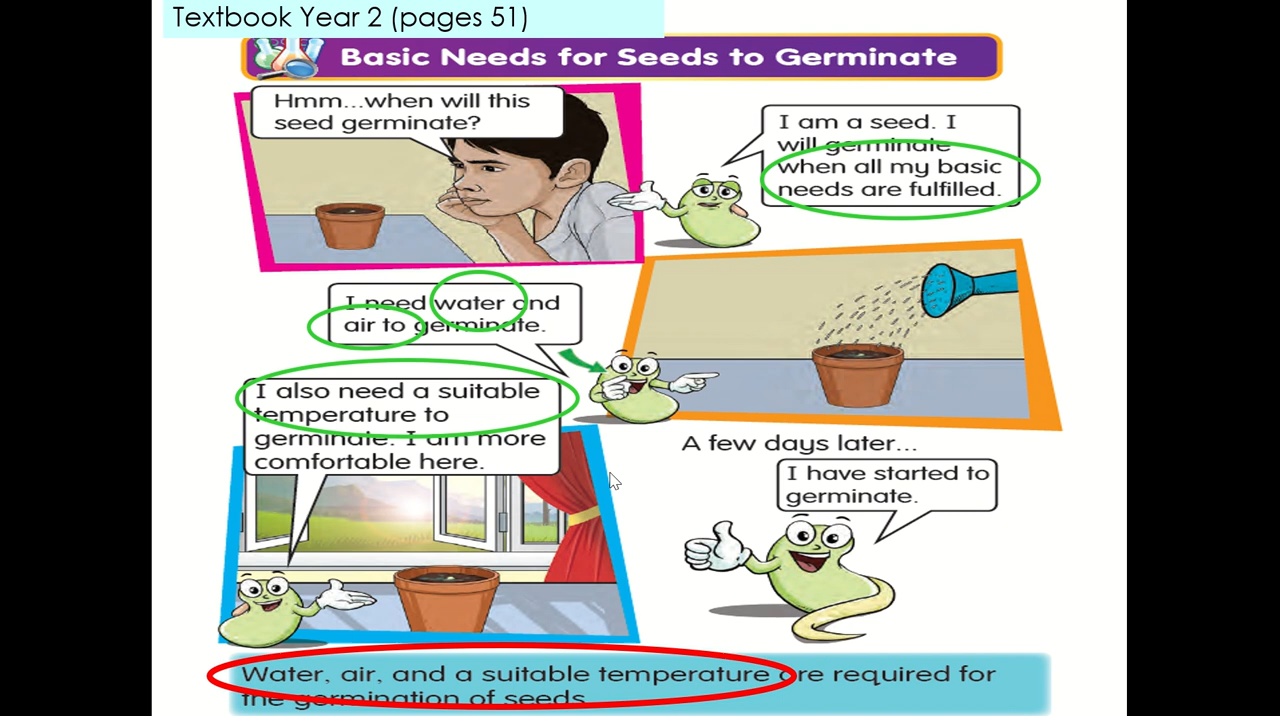 Textbook Year 2 (pages 51)
Basic Needs for Seeds to Germinate
Hmm...when will this
seed germinate?
I am a seed. I
will germinate
when all my basic
needs are fulfilled.
I need water and
air to germinate.
I also need a suitable
temperature to
germinate. I am more
comfortable here.
A few days later...
I have started to
germinate.
Water, air, and a suitable temperature are required for
the germination of seeds.